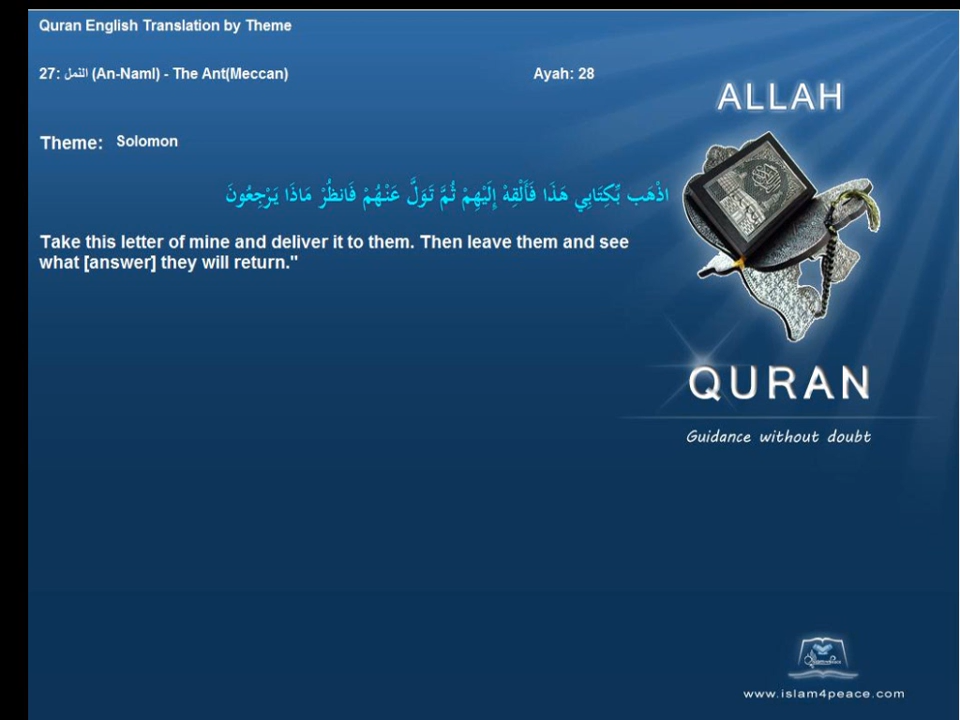 Quran English Translation by Theme
27: النمل (An-Naml) - The Ant(Meccan) Ayah: 28
ALLAH
Theme: Solomon
اذْهَب بِّكِتَابِي هَذَا فَأَلْقِهْ إِلَيْهِمْ ثُمَّ تَوَلَّ عَنْهُمْ فَانظُرْ مَاذَا يَرْجِعُونَ
Take this letter of mine and deliver it to them. Then leave them and see
what [answer] they will return."
QURAN
Guidance without doubt
www.islam4peace.com